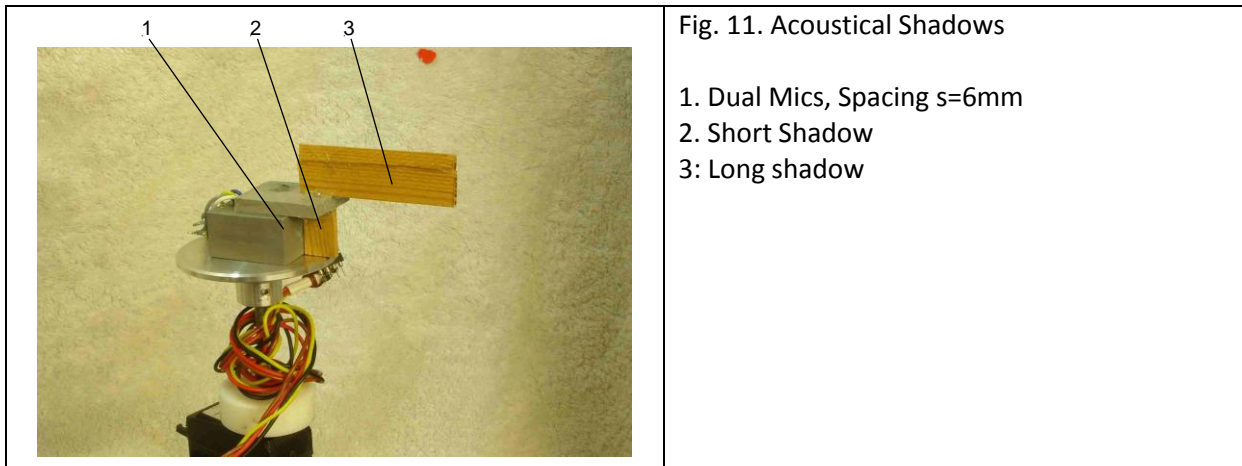 1 2 3
Fig. 11. Acoustical Shadows
1. Dual Mics, Spacing s=6mm
2. Short Shadow
3: Long shadow